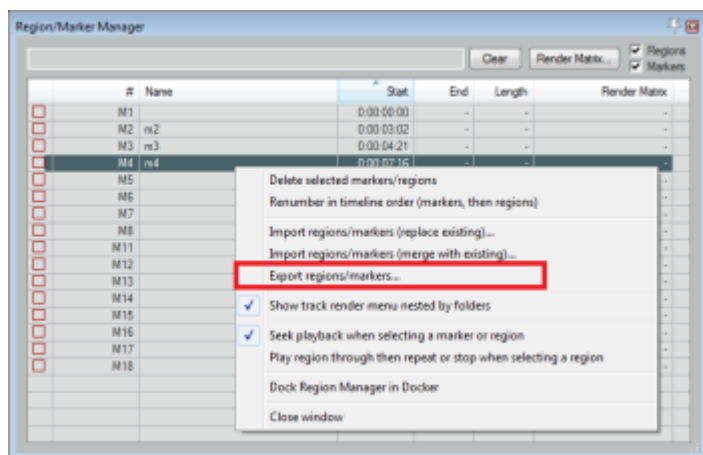 Region/Marker Manager
Clear Render Matrix... Regions
Markers
# Name Start End Length Render Matrix
M1 0:00:00:00 - - -
M2 m2 0:00:03:02 - - -
M3 m3 0:00:04:21 - - -
M4 m4 0:00:07:16 - - -
M5 Delete selected markers/regions -
M6 Renumber in timeline order (markers, then regions) -
M7 -
M8 Import regions/markers (replace existing)... -
M11 Import regions/markers (merge with existing)... -
M12
M13 Export regions/markers... -
M14 Show track render menu nested by folders -
M15
M16 Seek playback when selecting a marker or region -
M17 Play region through then repeat or stop when selecting a region -
M18 -
Dock Region Manager in Docker
Close window